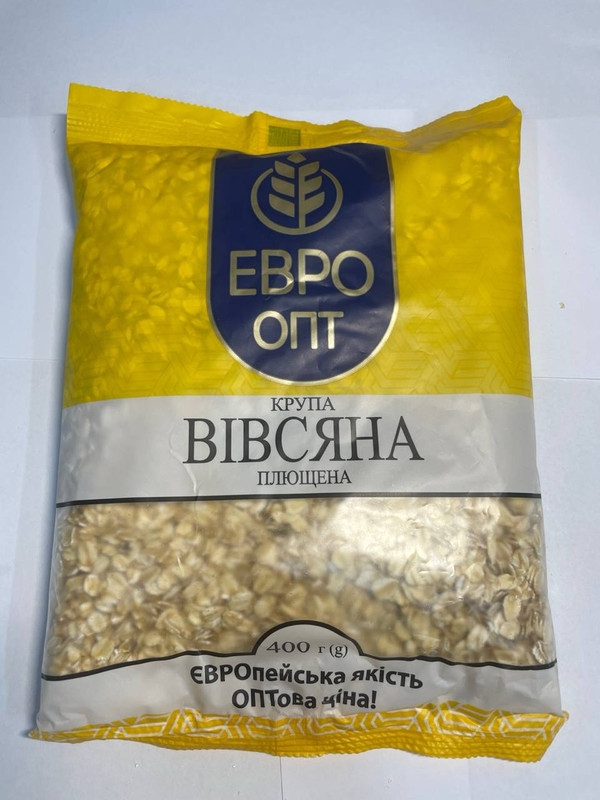 ЕВРО
ОПТ
КРУПА
ВІВСЯНА
ПЛЮЩЕНА
400 г (g)
ЄВРОпейська якість
ОПТова ціна!